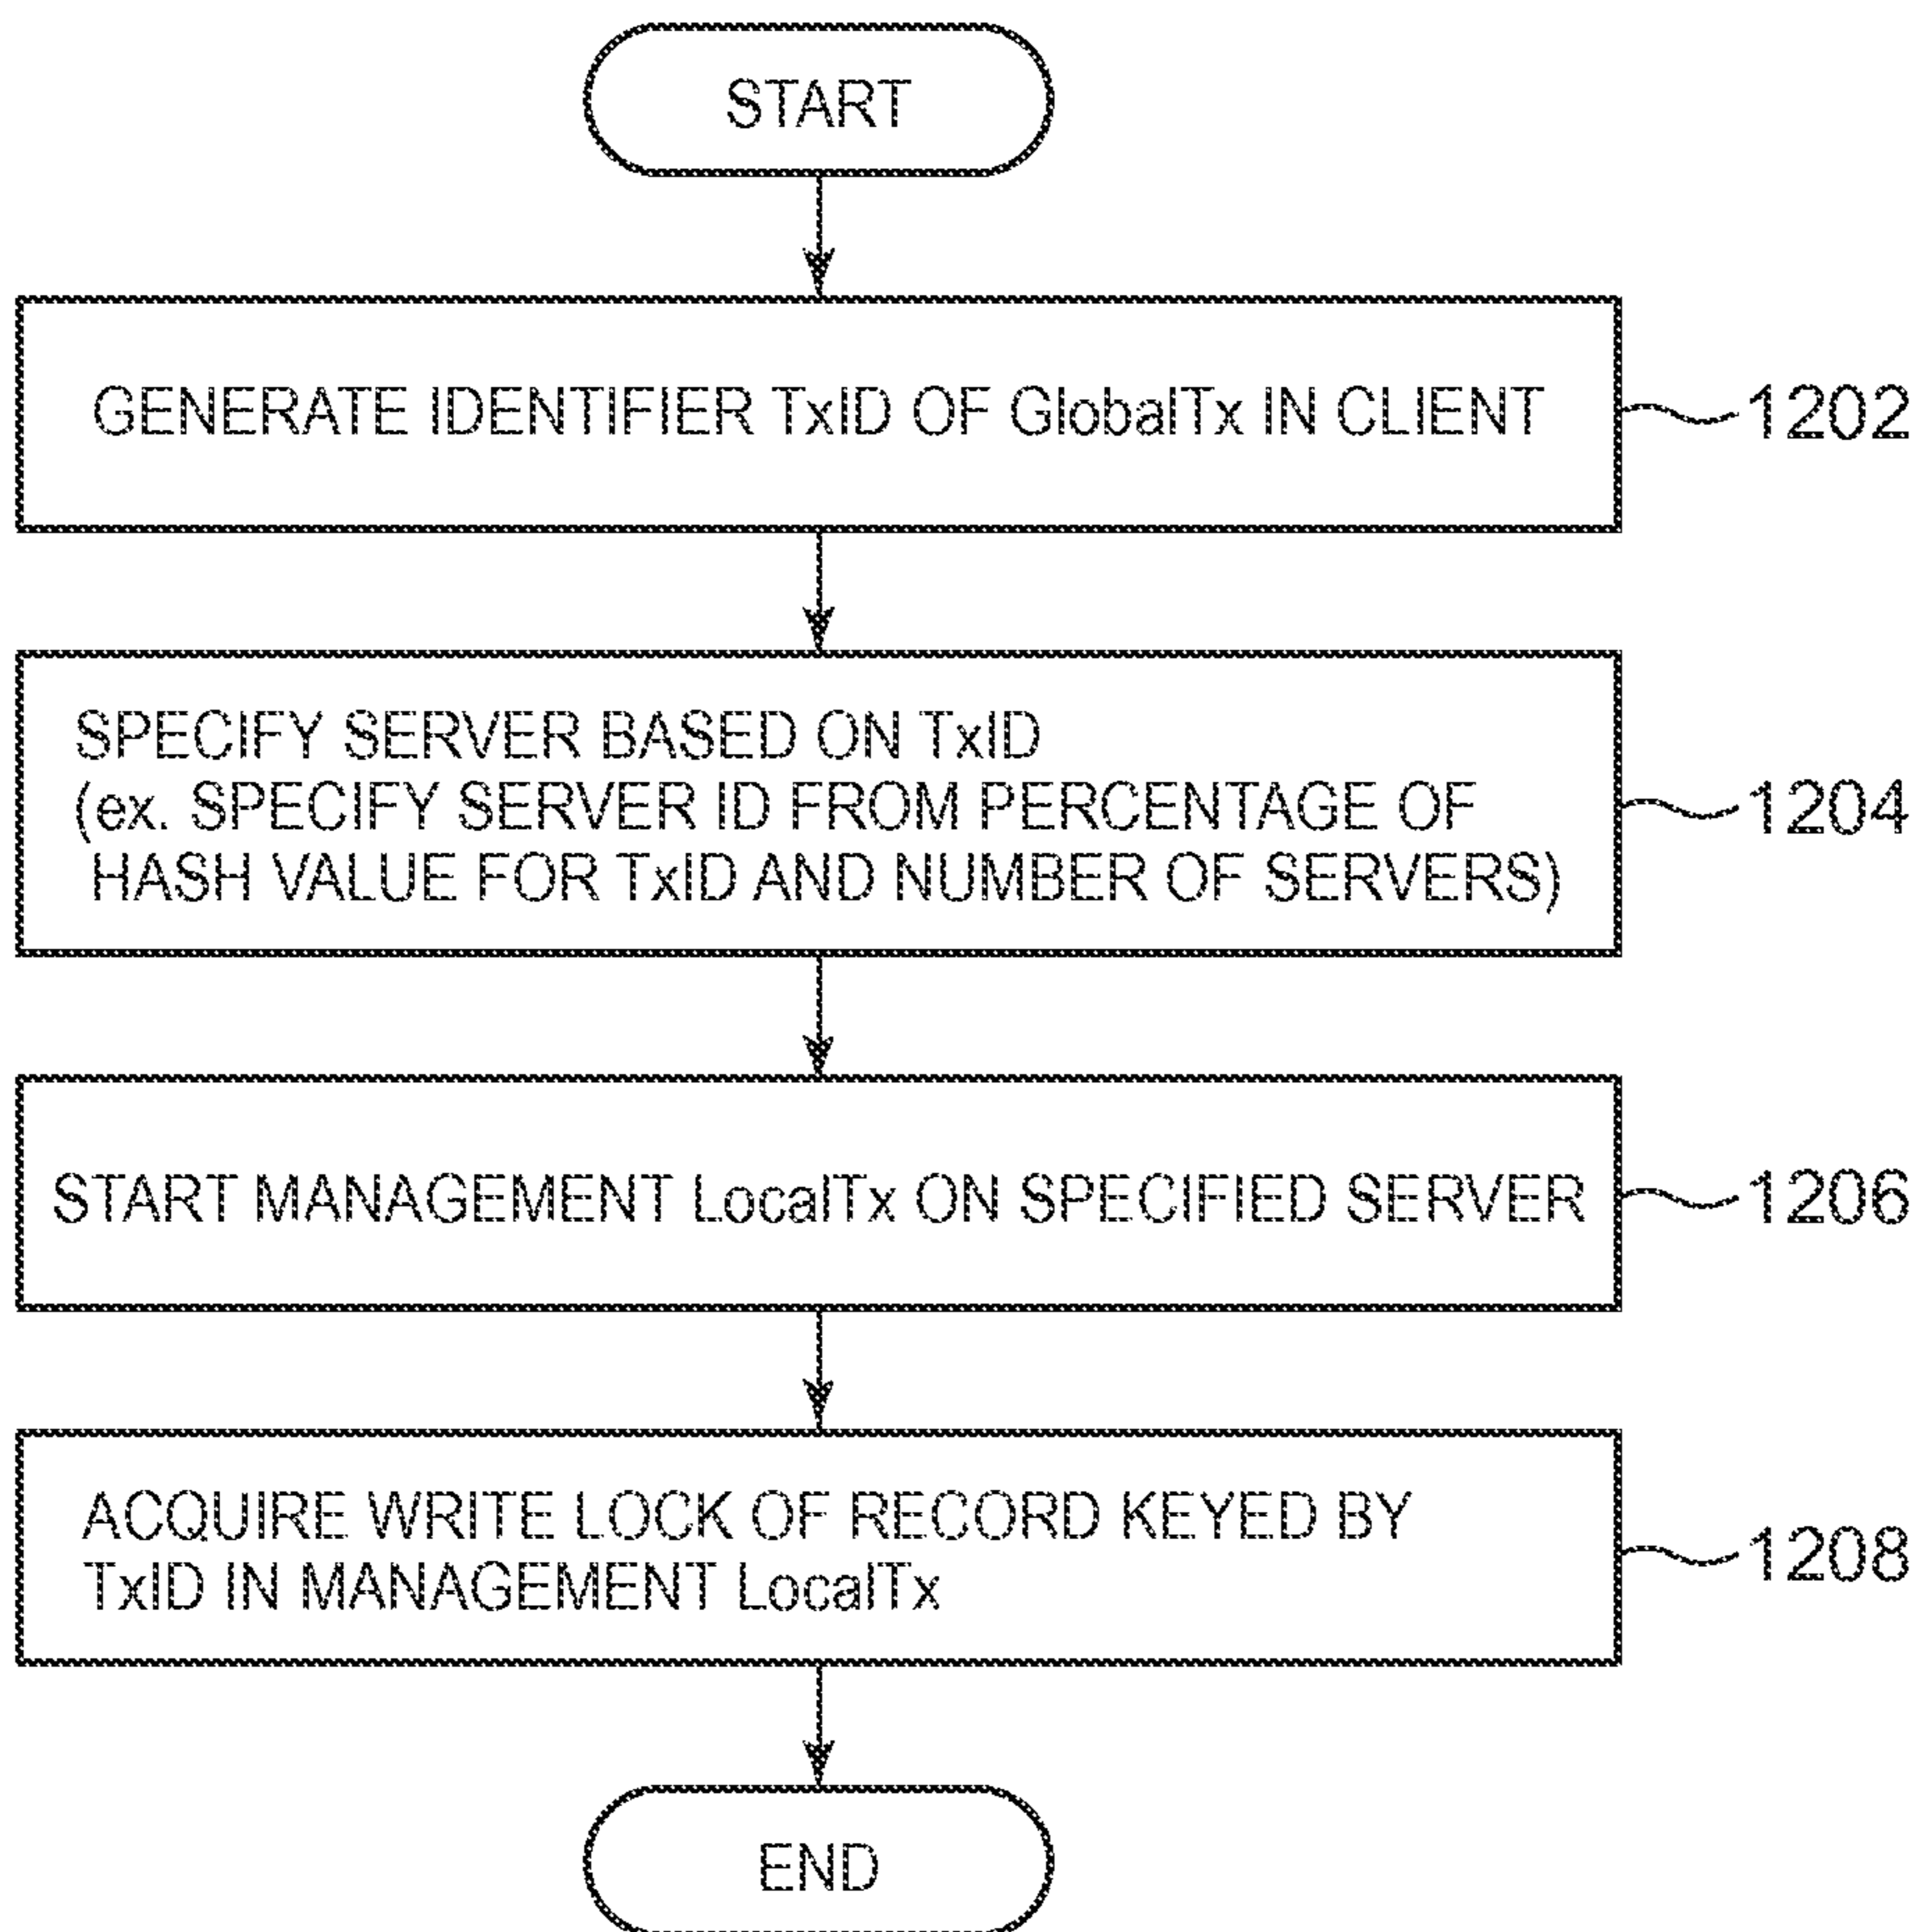 START
GENERATE IDENTIFIER TxID OF GlobalTx IN CLIENT
1202
SPECIFY SERVER BASED ON TxID
(ex. SPECIFY SERVER ID FROM PERCENTAGE OF
HASH VALUE FOR TxID AND NUMBER OF SERVERS)
1204
START MANAGEMENT LocalTx ON SPECIFIED SERVER
1206
ACQUIRE WRITE LOCK OF RECORD KEYED BY
TxID IN MANAGEMENT LocalTx
1208
END